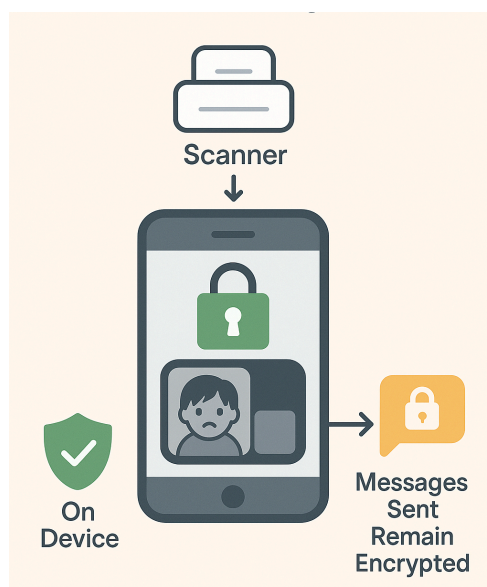 Scanner
On
Device
Messages
Sent
Remain
Encrypted